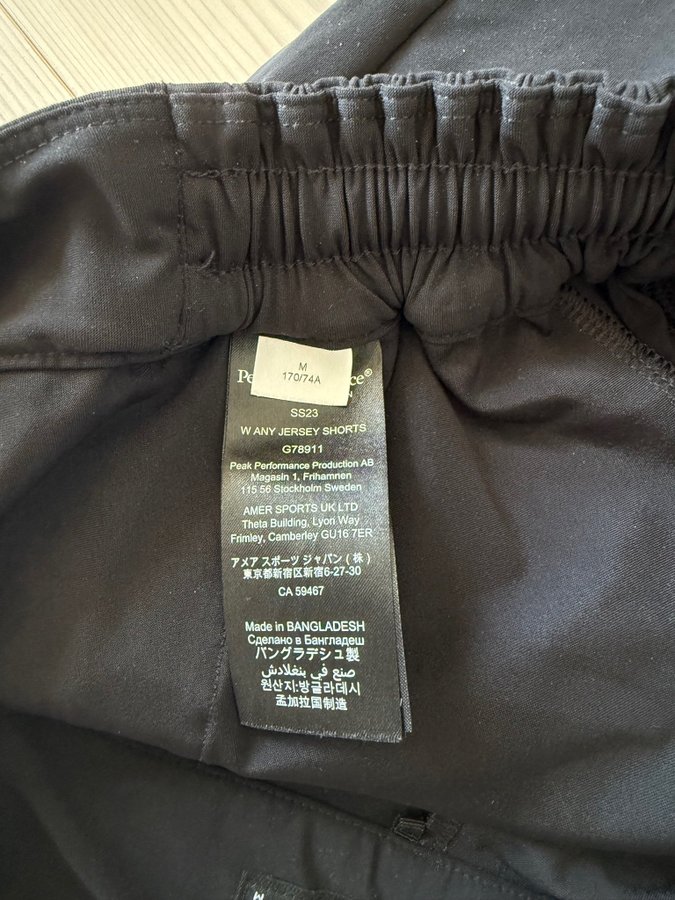 M
170/74A
Pe ce®
N
SS23
W ANY JERSEY SHORTS
G78911
Peak Performance Production AB
Magasin 1, Frihamnen
115 56 Stockholm Sweden
AMER SPORTS UK LTD
Theta Building, Lyon Way
Frimley, Camberley GU16 7ER
アメア スポーツ ジャパン ( 株 )
東京都新宿区新宿6-27-30
CA 59467
Made in BANGLADESH
Сделано в Бангладеш
バングラデシュ製
صنع في بنغلادش
원산지:방글라데시
孟加拉国制造